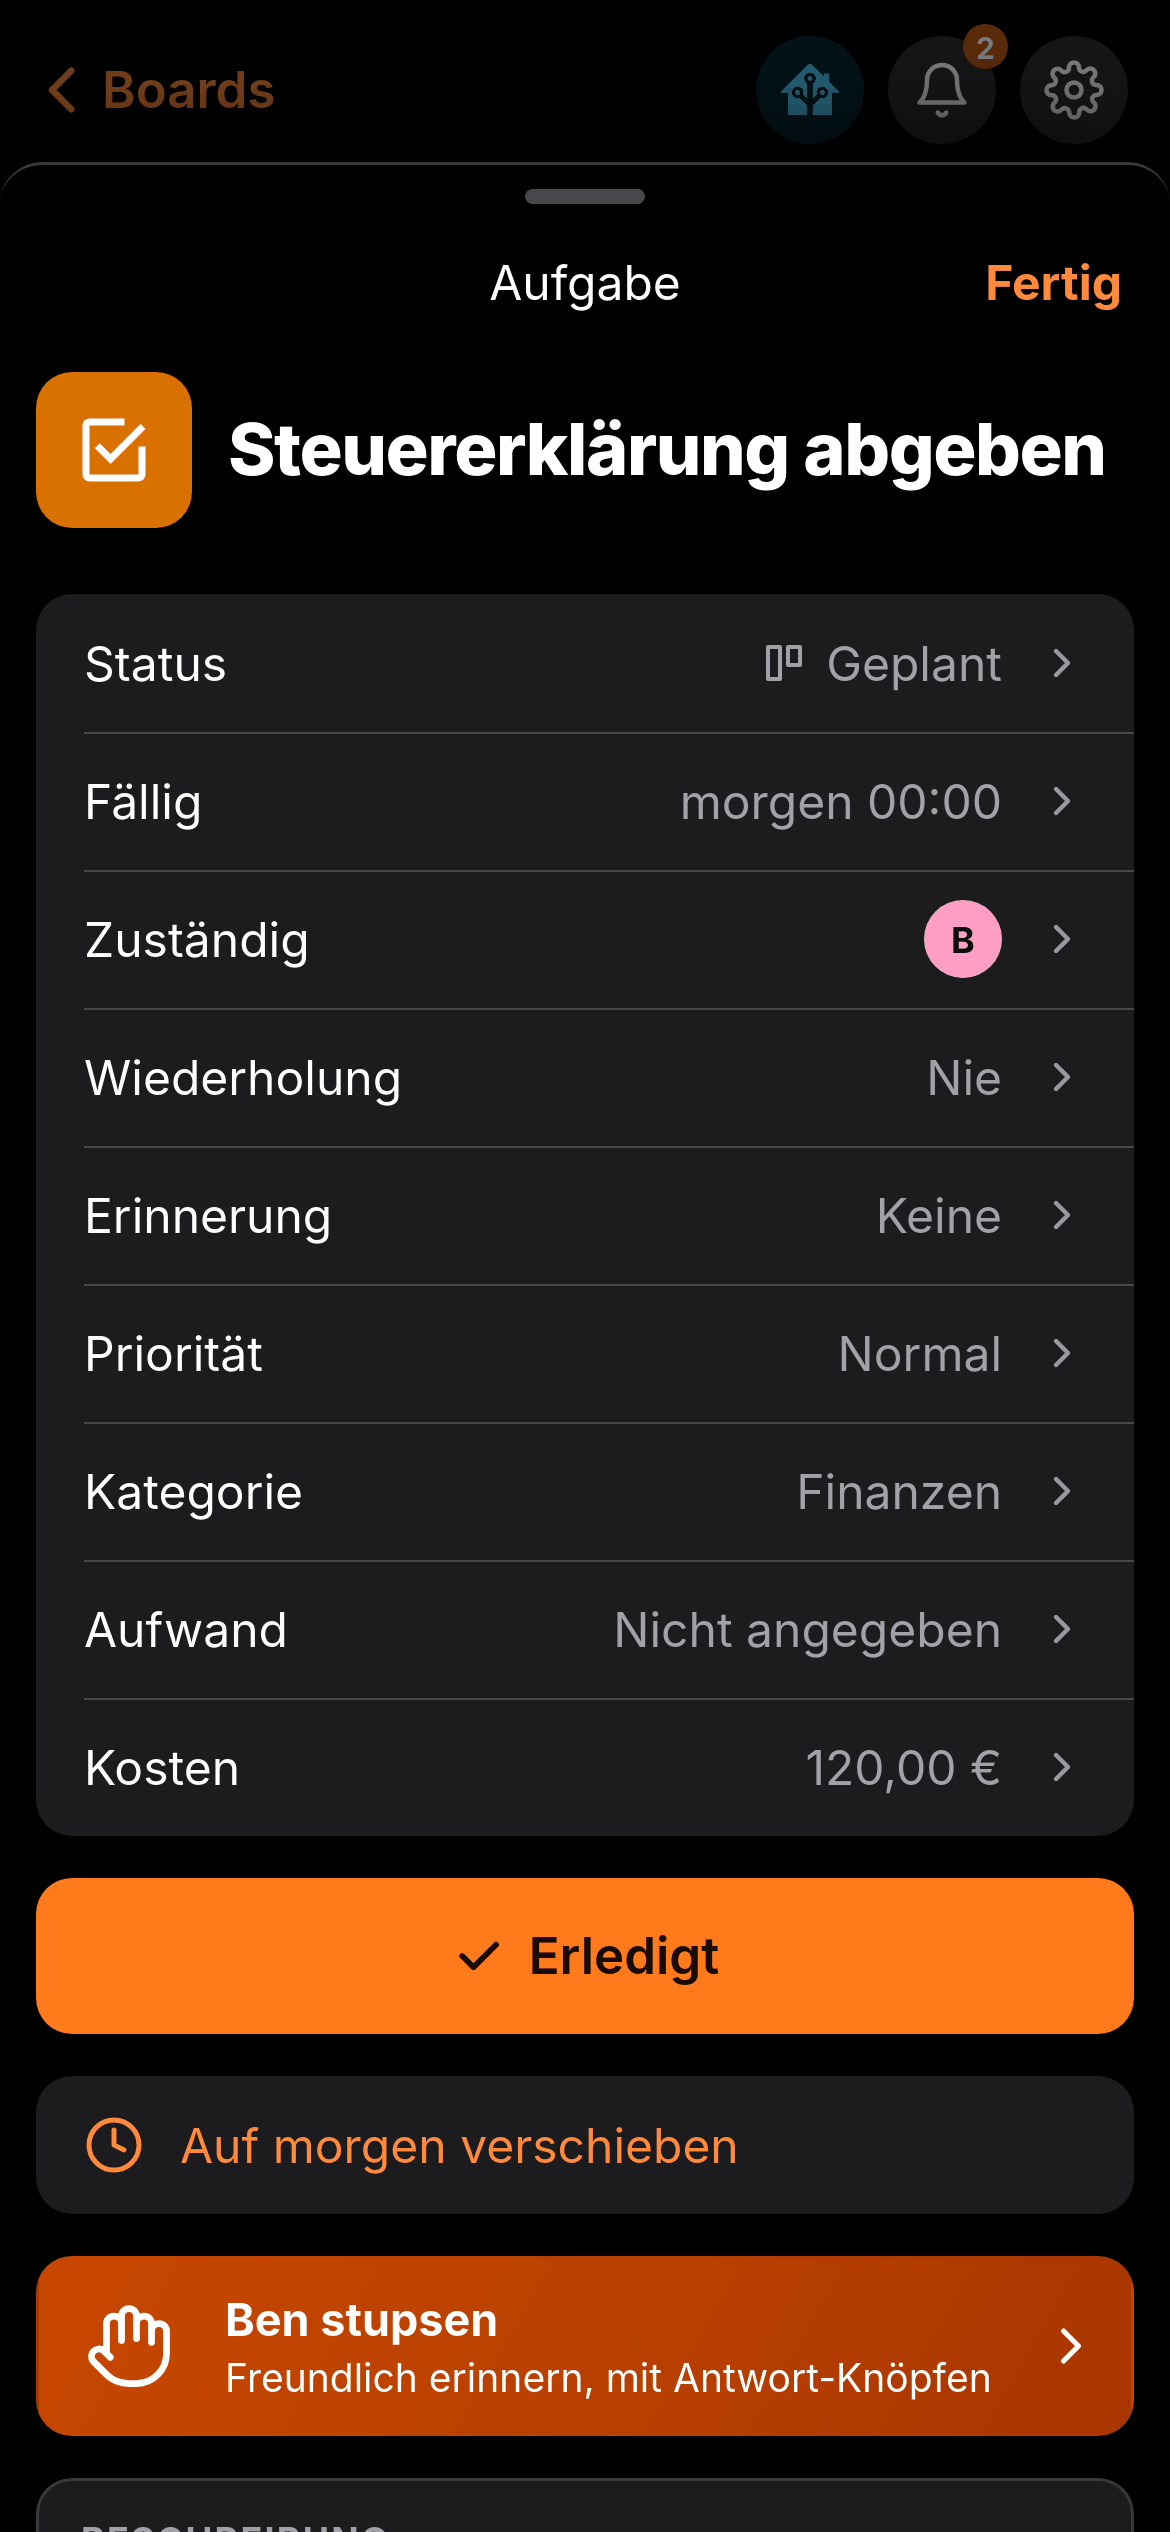 Boards
2
Aufgabe
Fertig
Steuererklärung abgeben
Status
Geplant
Fällig
morgen 00:00
Zuständig
B
Wiederholung
Nie
Erinnerung
Keine
Priorität
Normal
Kategorie
Finanzen
Aufwand
Nicht angegeben
Kosten
120,00 €
Erledigt
Auf morgen verschieben
Ben stupsen
Freundlich erinnern, mit Antwort-Knöpfen
BESCHREIBUNG